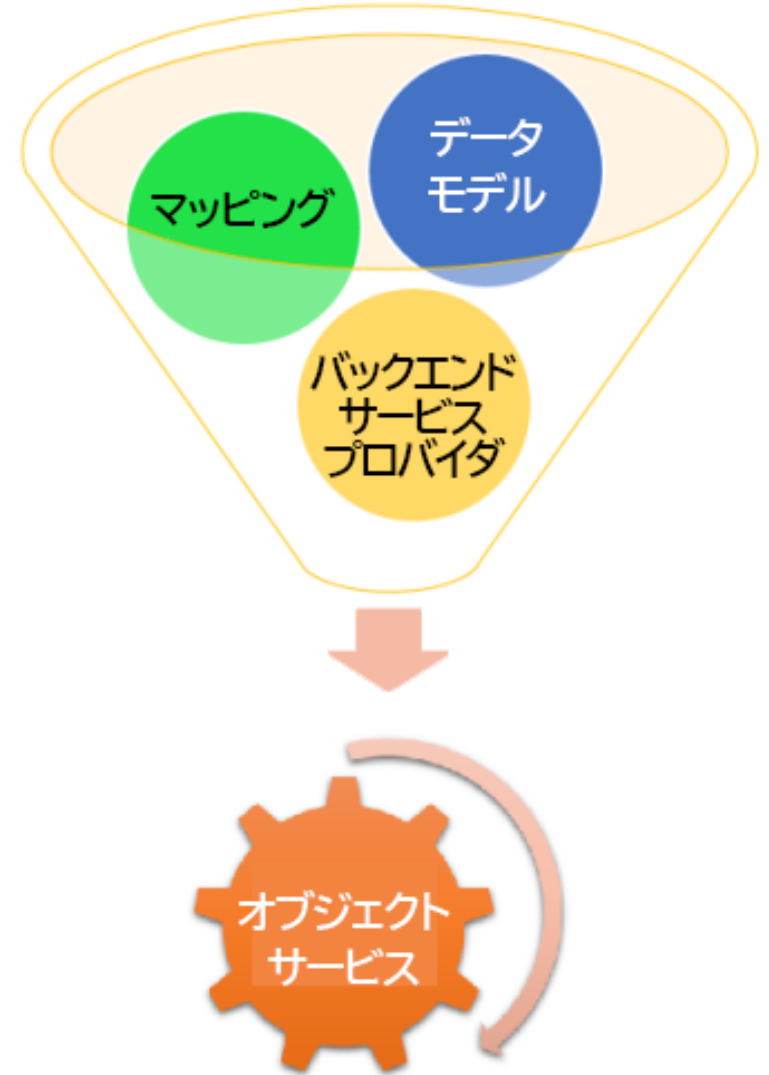 データ
モデル
マッピング
バックエンド
サービス
プロバイダ
オブジェクト
サービス